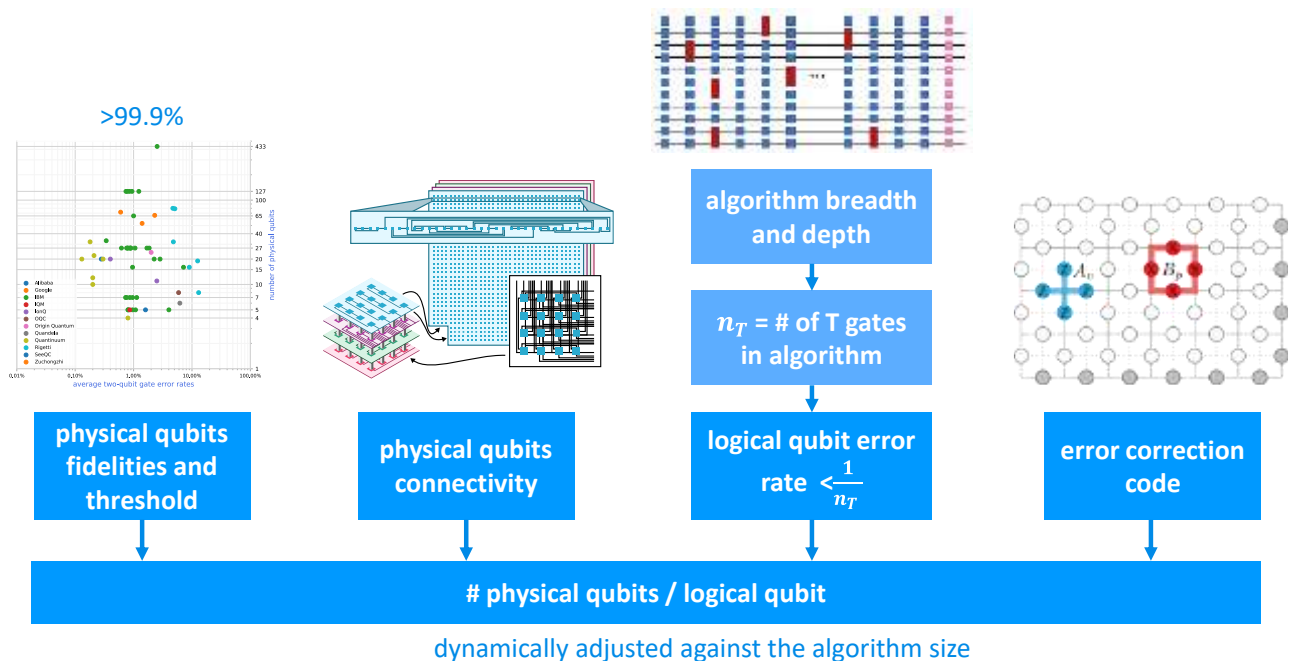 >99.9%
433
127
100
65
40
27
20
15
10
7
5
4
1
number of physical qubits
Alibaba
Google
IBM
IQM
IonQ
OQC
Origin Quantum
Quandela
Quantinuum
Rigetti
SeeQC
Zuchongzhi
0,01%
0,10%
1,00%
10,00%
100,00%
average two-qubit gate error rates
physical qubits
fidelities and
threshold
physical qubits
connectivity
...
algorithm breadth
and depth
n_T = # of T gates
in algorithm
logical qubit error
rate <1/n_T
A_v
B_p
error correction
code
# physical qubits / logical qubit
dynamically adjusted against the algorithm size